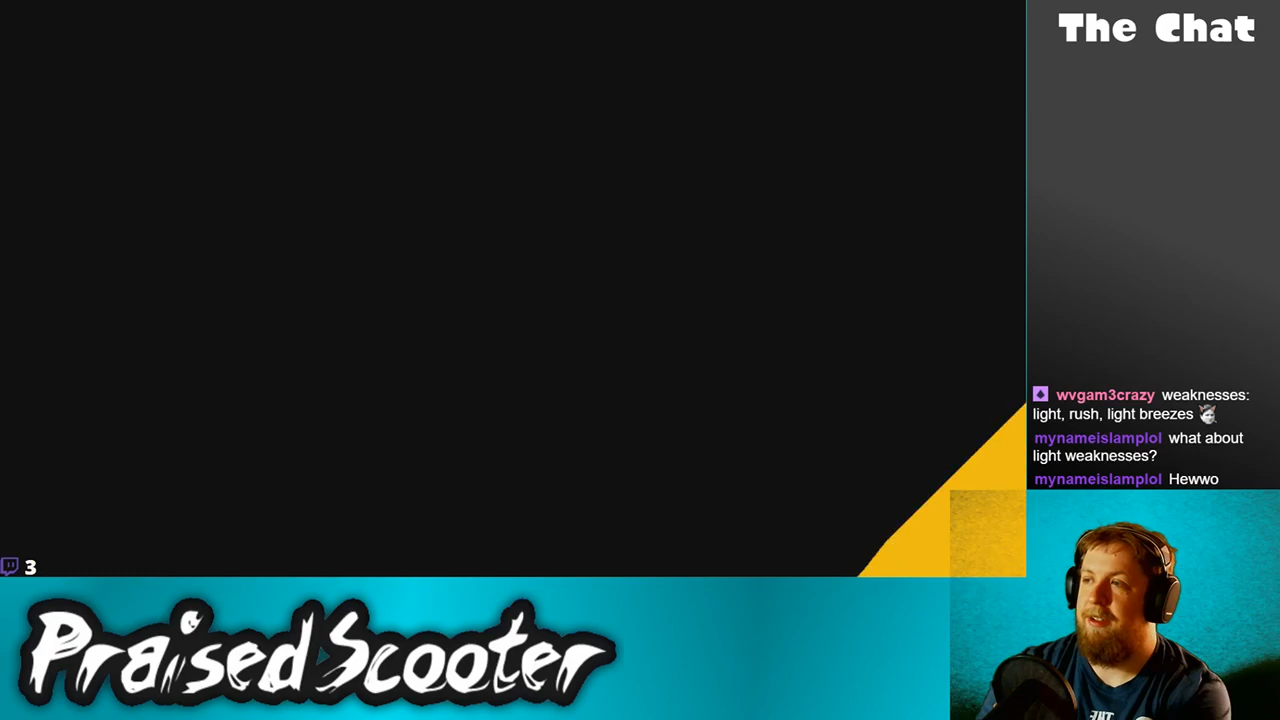 The Chat
wvgam3crazy weaknesses:
light, rush, light breezes
mynameislamplol what about
light weaknesses?
mynameislamplol Hewwo
3
PraisedScooter